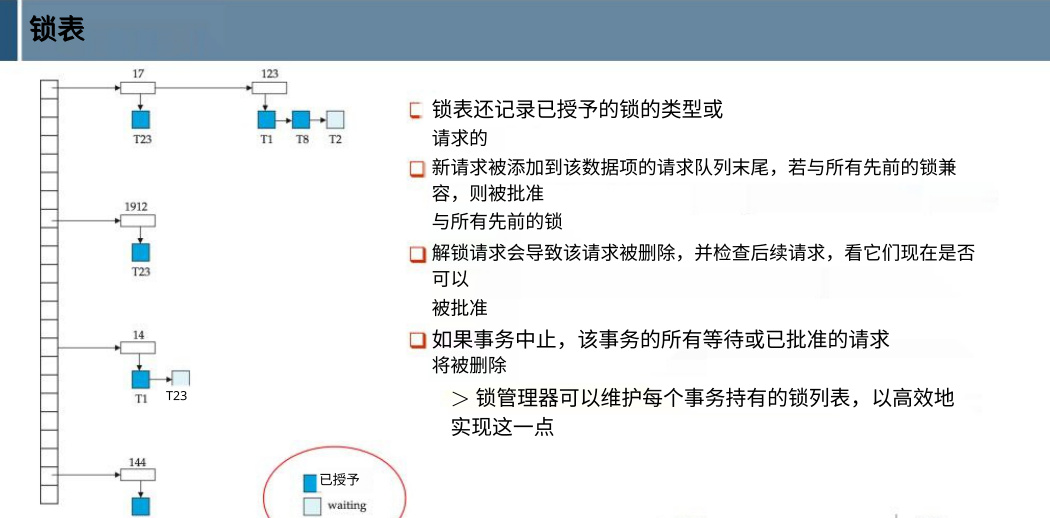 锁表
17
123
T23
T1
T8
T2
1912
T23
14
T1
T23
144
已授予
waiting
锁表还记录已授予的锁的类型或
请求的
新请求被添加到该数据项的请求队列末尾，若与所有先前的锁兼
容，则被批准
与所有先前的锁
解锁请求会导致该请求被删除，并检查后续请求，看它们现在是否
可以
被批准
如果事务中止，该事务的所有等待或已批准的请求
将被删除
＞ 锁管理器可以维护每个事务持有的锁列表，以高效地
实现这一点